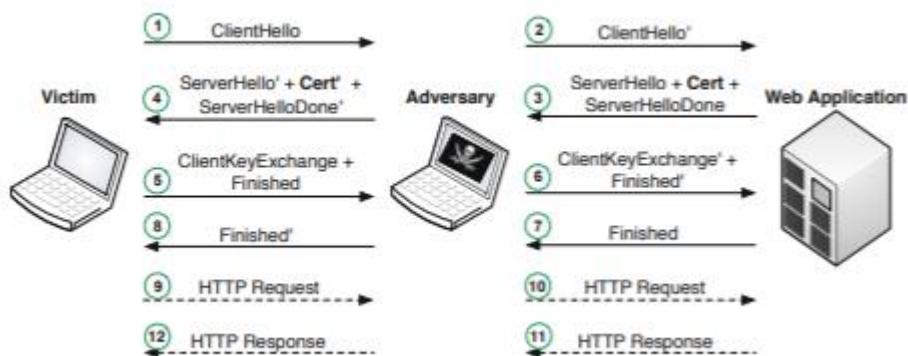 1 ClientHello
2 ClientHello'
Victim
4 ServerHello' + Cert' +
ServerHelloDone'
Adversary
3 ServerHello + Cert +
ServerHelloDone
Web Application
5 ClientKeyExchange +
Finished
6 ClientKeyExchange' +
Finished'
8 Finished'
7 Finished
9 HTTP Request
10 HTTP Request
12 HTTP Response
11 HTTP Response